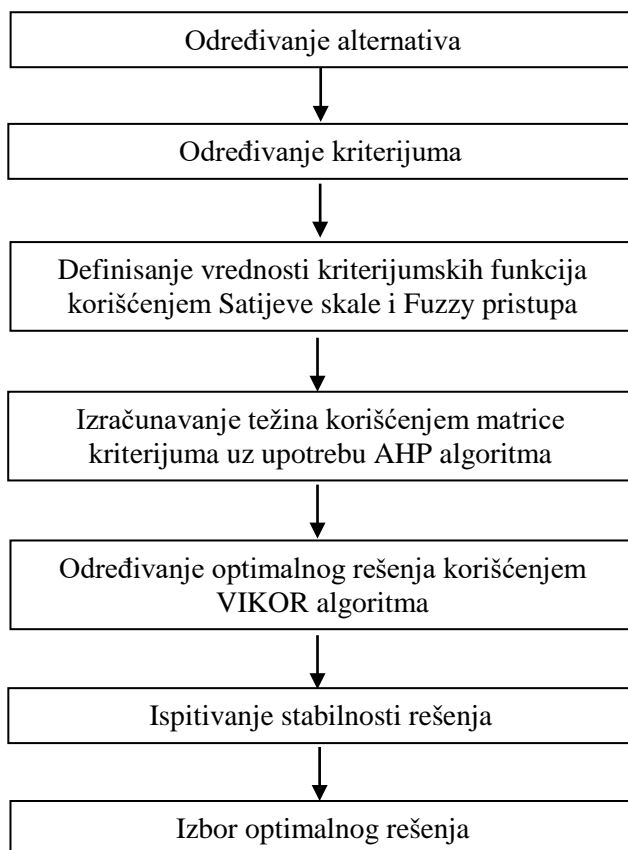 Određivanje alternativa
Određivanje kriterijuma
Definisanje vrednosti kriterijumskih funkcija
korišćenjem Satijeve skale i Fuzzy pristupa
Izračunavanje težina korišćenjem matrice
kriterijuma uz upotrebu AHP algoritma
Određivanje optimalnog rešenja korišćenjem
VIKOR algoritma
Ispitivanje stabilnosti rešenja
Izbor optimalnog rešenja